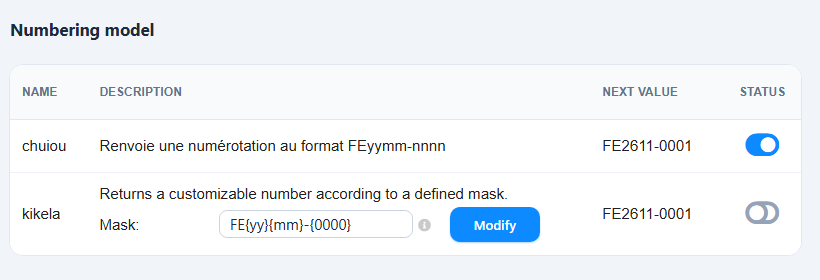 Numbering model
NAME DESCRIPTION NEXT VALUE STATUS
chuiou Renvoie une numérotation au format FEyymm-nnnn FE2611-0001
Returns a customizable number according to a defined mask.
kikela FE2611-0001
Mask: FE{yy}{mm}-{0000} i Modify